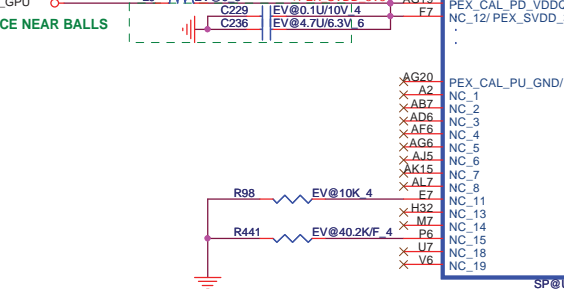 _GPU
AG19
PEX_CAL_PD_VDDQ
C229 EV@0.1U/10V_4 F7
NC_12/ PEX_SVDD_
CE NEAR BALLS
C236 EV@4.7U/6.3V_6
AG20 PEX_CAL_PU_GND/
A2 NC_1
AB7 NC_2
AD6 NC_3
AF6 NC_4
AG6 NC_5
AJ5 NC_6
AK15 NC_7
AL7 NC_8
R98 EV@10K_4 E7 NC_11
H32 NC_13
M7 NC_14
R441 EV@40.2K/F_4 P6 NC_15
U7 NC_18
V6 NC_19
SP@U